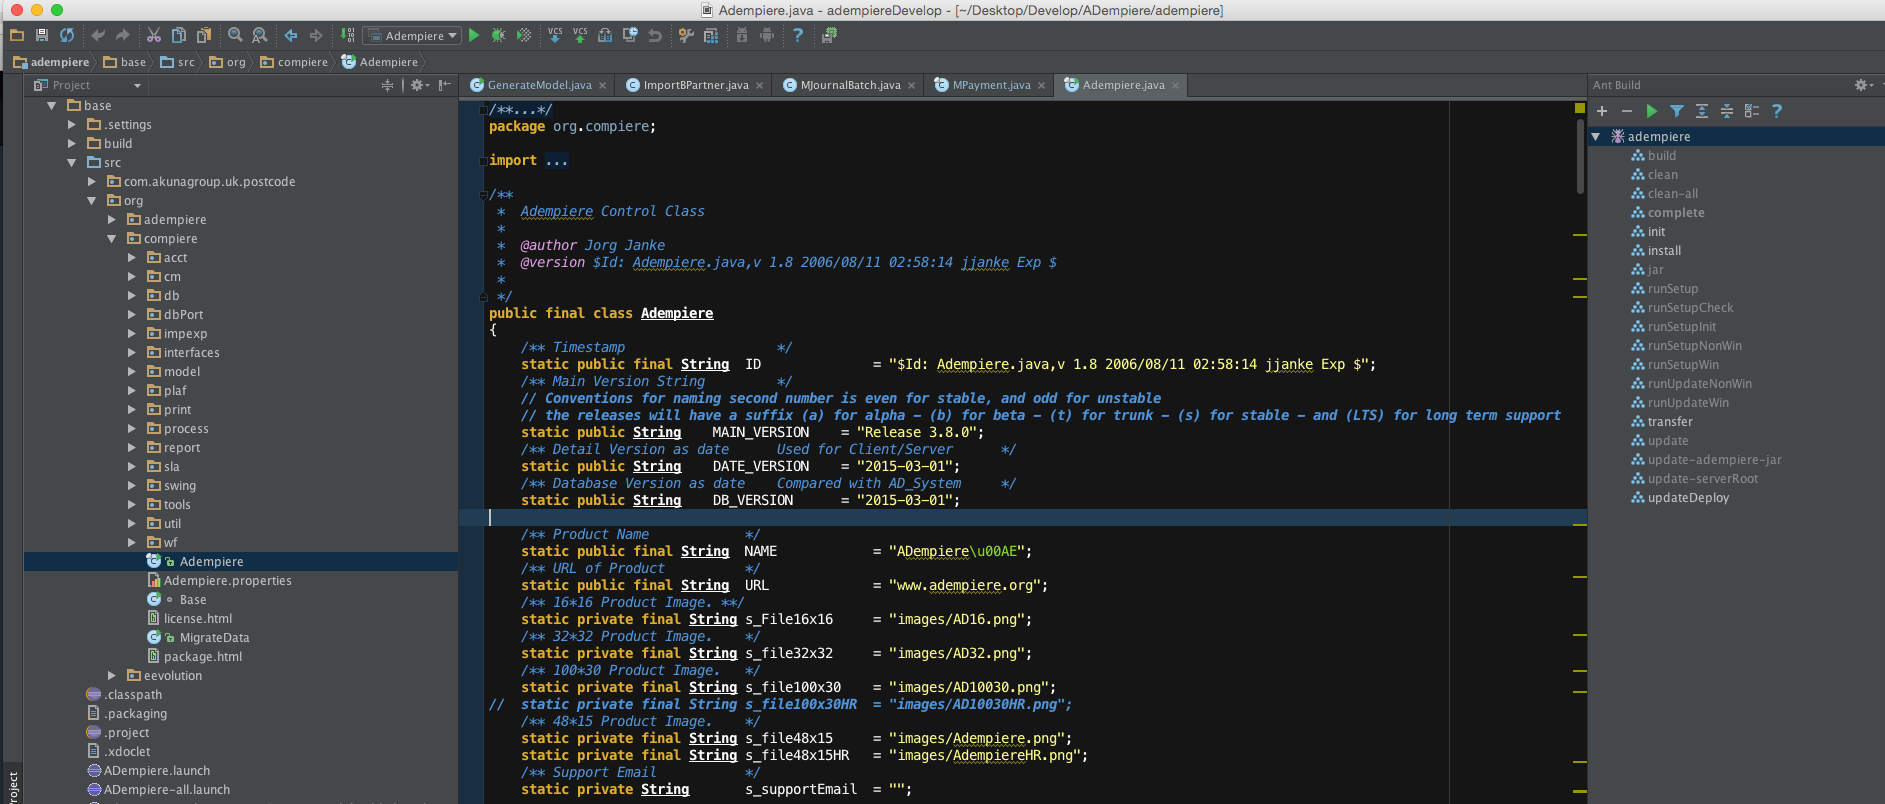 Adempiere.java - adempiereDevelop - [~/Desktop/Develop/ADempiere/adempiere]
Adempiere
VCS VCS
?
adempiere base src org compiere Adempiere
Project
GenerateModel.java ImportBPartner.java MJournalBatch.java MPayment.java Adempiere.java
Ant Build
base
.settings
build
src
com.akunagroup.uk.postcode
org
adempiere
compiere
acct
cm
db
dbPort
impexp
interfaces
model
plaf
print
process
report
sla
swing
tools
util
wf
Adempiere
Adempiere.properties
Base
license.html
MigrateData
package.html
eevolution
.classpath
.packaging
.project
.xdoclet
ADempiere.launch
ADempiere-all.launch
Project
/**...*/
package org.compiere;
import ...
/**
* Adempiere Control Class
*
* @author Jorg Janke
* @version $Id: Adempiere.java,v 1.8 2006/08/11 02:58:14 jjanke Exp $
*
*/
public final class Adempiere
{
/** Timestamp */
static public final String ID = "$Id: Adempiere.java,v 1.8 2006/08/11 02:58:14 jjanke Exp $";
/** Main Version String */
// Conventions for naming second number is even for stable, and odd for unstable
// the releases will have a suffix (a) for alpha - (b) for beta - (t) for trunk - (s) for stable - and (LTS) for long term support
static public String MAIN_VERSION = "Release 3.8.0";
/** Detail Version as date Used for Client/Server */
static public String DATE_VERSION = "2015-03-01";
/** Database Version as date Compared with AD_System */
static public String DB_VERSION = "2015-03-01";
/** Product Name */
static public final String NAME = "ADempiere\u00AE";
/** URL of Product */
static public final String URL = "www.adempiere.org";
/** 16*16 Product Image. **/
static private final String s_File16x16 = "images/AD16.png";
/** 32*32 Product Image. */
static private final String s_file32x32 = "images/AD32.png";
/** 100*30 Product Image. */
static private final String s_file100x30 = "images/AD10030.png";
// static private final String s_file100x30HR = "images/AD10030HR.png";
/** 48*15 Product Image. */
static private final String s_file48x15 = "images/Adempiere.png";
static private final String s_file48x15HR = "images/AdempiereHR.png";
/** Support Email */
static private String s_supportEmail = "";
?
adempiere
build
clean
clean-all
complete
init
install
jar
runSetup
runSetupCheck
runSetupInit
runSetupNonWin
runSetupWin
runUpdateNonWin
runUpdateWin
transfer
update
update-adempiere-jar
update-serverRoot
updateDeploy